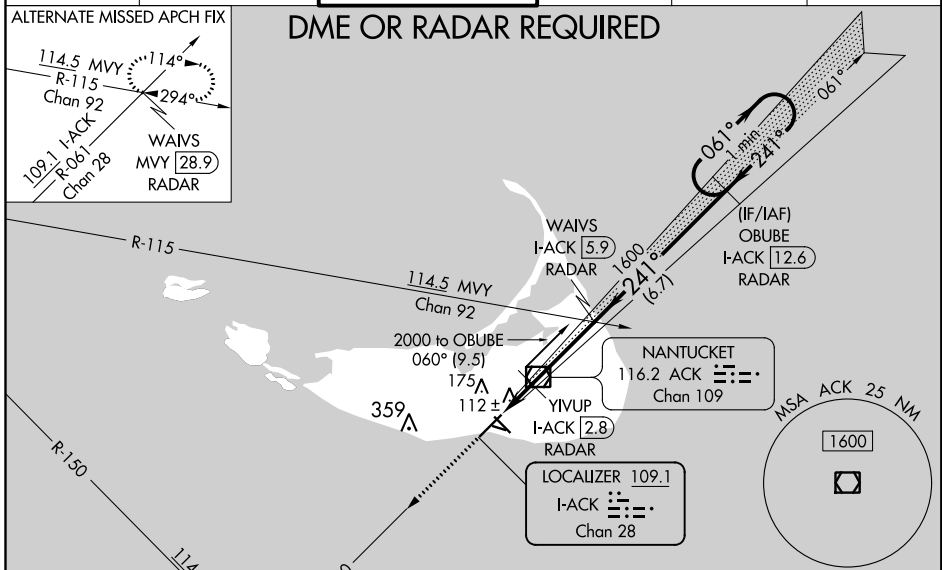 ALTERNATE MISSED APCH FIX
114.5 MVY
R-115
Chan 92
114°
294°
109.1 I-ACK
R-061
Chan 28
WAIVS
MVY 28.9
RADAR
DME OR RADAR REQUIRED
061°
061°
1 min
241°
(IF/IAF)
OBUBE
I-ACK 12.6
RADAR
WAIVS
I-ACK 5.9
RADAR
1600
241°
(6.7)
R-115
114.5 MVY
Chan 92
2000 to OBUBE
060° (9.5)
175
112 ±
359
YIVUP
I-ACK 2.8
RADAR
NANTUCKET
116.2 ACK
Chan 109
LOCALIZER 109.1
I-ACK
Chan 28
MSA ACK 25 NM
1600
R-150